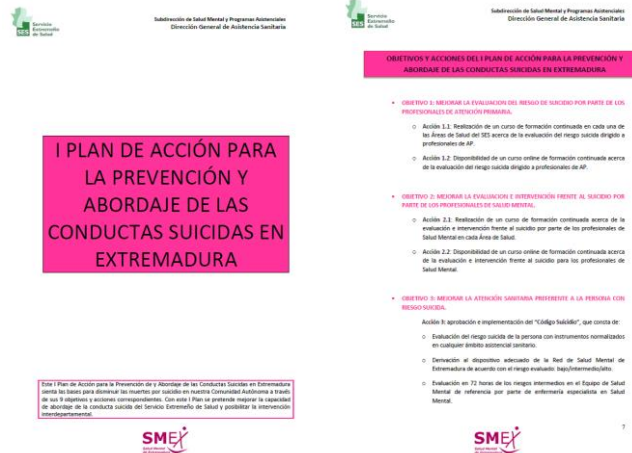 SES
Servicio
Extremeño
de Salud
Subdirección de Salud Mental y Programas Asistenciales
Dirección General de Asistencia Sanitaria
I PLAN DE ACCIÓN PARA
LA PREVENCIÓN Y
ABORDAJE DE LAS
CONDUCTAS SUICIDAS EN
EXTREMADURA
Este I Plan de Acción para la Prevención de y Abordaje de las Conductas Suicidas en Extremadura
sienta las bases para disminuir las muertes por suicidio en nuestra Comunidad Autónoma a través
de sus 9 objetivos y acciones correspondientes. Con este I Plan se pretende mejorar la capacidad
de abordaje de la conducta suicida del Servicio Extremeño de Salud y posibilitar la intervención
interdepartamental.
SMEx
Salud Mental
de Extremadura
SES
Servicio
Extremeño
de Salud
Subdirección de Salud Mental y Programas Asistenciales
Dirección General de Asistencia Sanitaria
OBJETIVOS Y ACCIONES DEL I PLAN DE ACCIÓN PARA LA PREVENCIÓN Y
ABORDAJE DE LAS CONDUCTAS SUICIDAS EN EXTREMADURA
• OBJETIVO 1: MEJORAR LA EVALUACION DEL RIESGO DE SUICIDIO POR PARTE DE LOS
PROFESIONALES DE ATENCIÓN PRIMARIA.
o Acción 1.1: Realización de un curso de formación continuada en cada una de
las Áreas de Salud del SES acerca de la evaluación del riesgo suicida dirigido a
profesionales de AP.
o Acción 1.2: Disponibilidad de un curso online de formación continuada acerca
de la evaluación del riesgo suicida dirigido a profesionales de AP.
• OBJETIVO 2: MEJORAR LA EVALUACION E INTERVENCIÓN FRENTE AL SUICIDIO POR
PARTE DE LOS PROFESIONALES DE SALUD MENTAL.
o Acción 2.1: Realización de un curso de formación continuada acerca de la
evaluación e intervención frente al suicidio por parte de los profesionales de
Salud Mental en cada Área de Salud.
o Acción 2.2: Disponibilidad de un curso online de formación continuada acerca
de la evaluación e intervención frente al suicidio para los profesionales de
Salud Mental.
• OBJETIVO 3: MEJORAR LA ATENCIÓN SANITARIA PREFERENTE A LA PERSONA CON
RIESGO SUICIDA.
Acción 3: aprobación e implementación del "Código Suicidio", que consta de:
o Evaluación del riesgo suicida de la persona con instrumentos normalizados
en cualquier ámbito asistencial sanitario.
o Derivación al dispositivo adecuado de la Red de Salud Mental de
Extremadura de acuerdo con el riesgo evaluado: bajo/intermedio/alto.
o Evaluación en 72 horas de los riesgos intermedios en el Equipo de Salud
Mental de referencia por parte de enfermería especialista en Salud
Mental.
7
SMEx
Salud Mental
de Extremadura